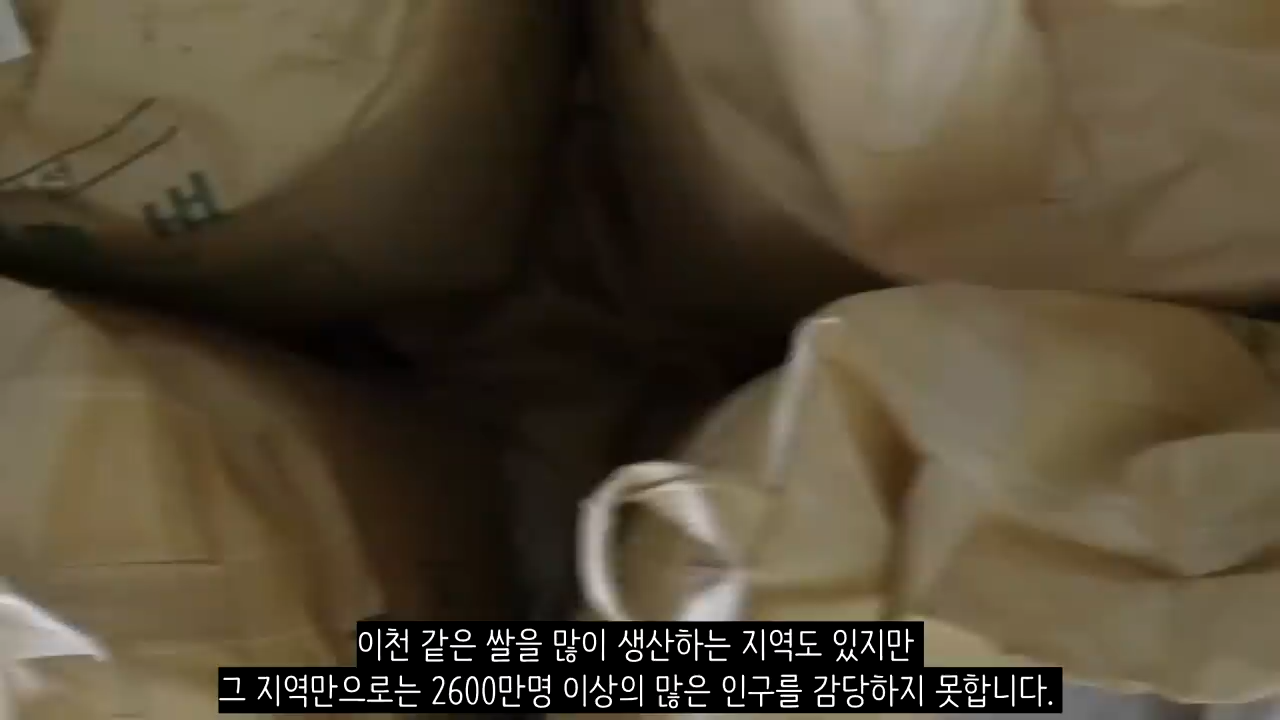 이천 같은 쌀을 많이 생산하는 지역도 있지만
그 지역만으로는 2600만명 이상의 많은 인구를 감당하지 못합니다.